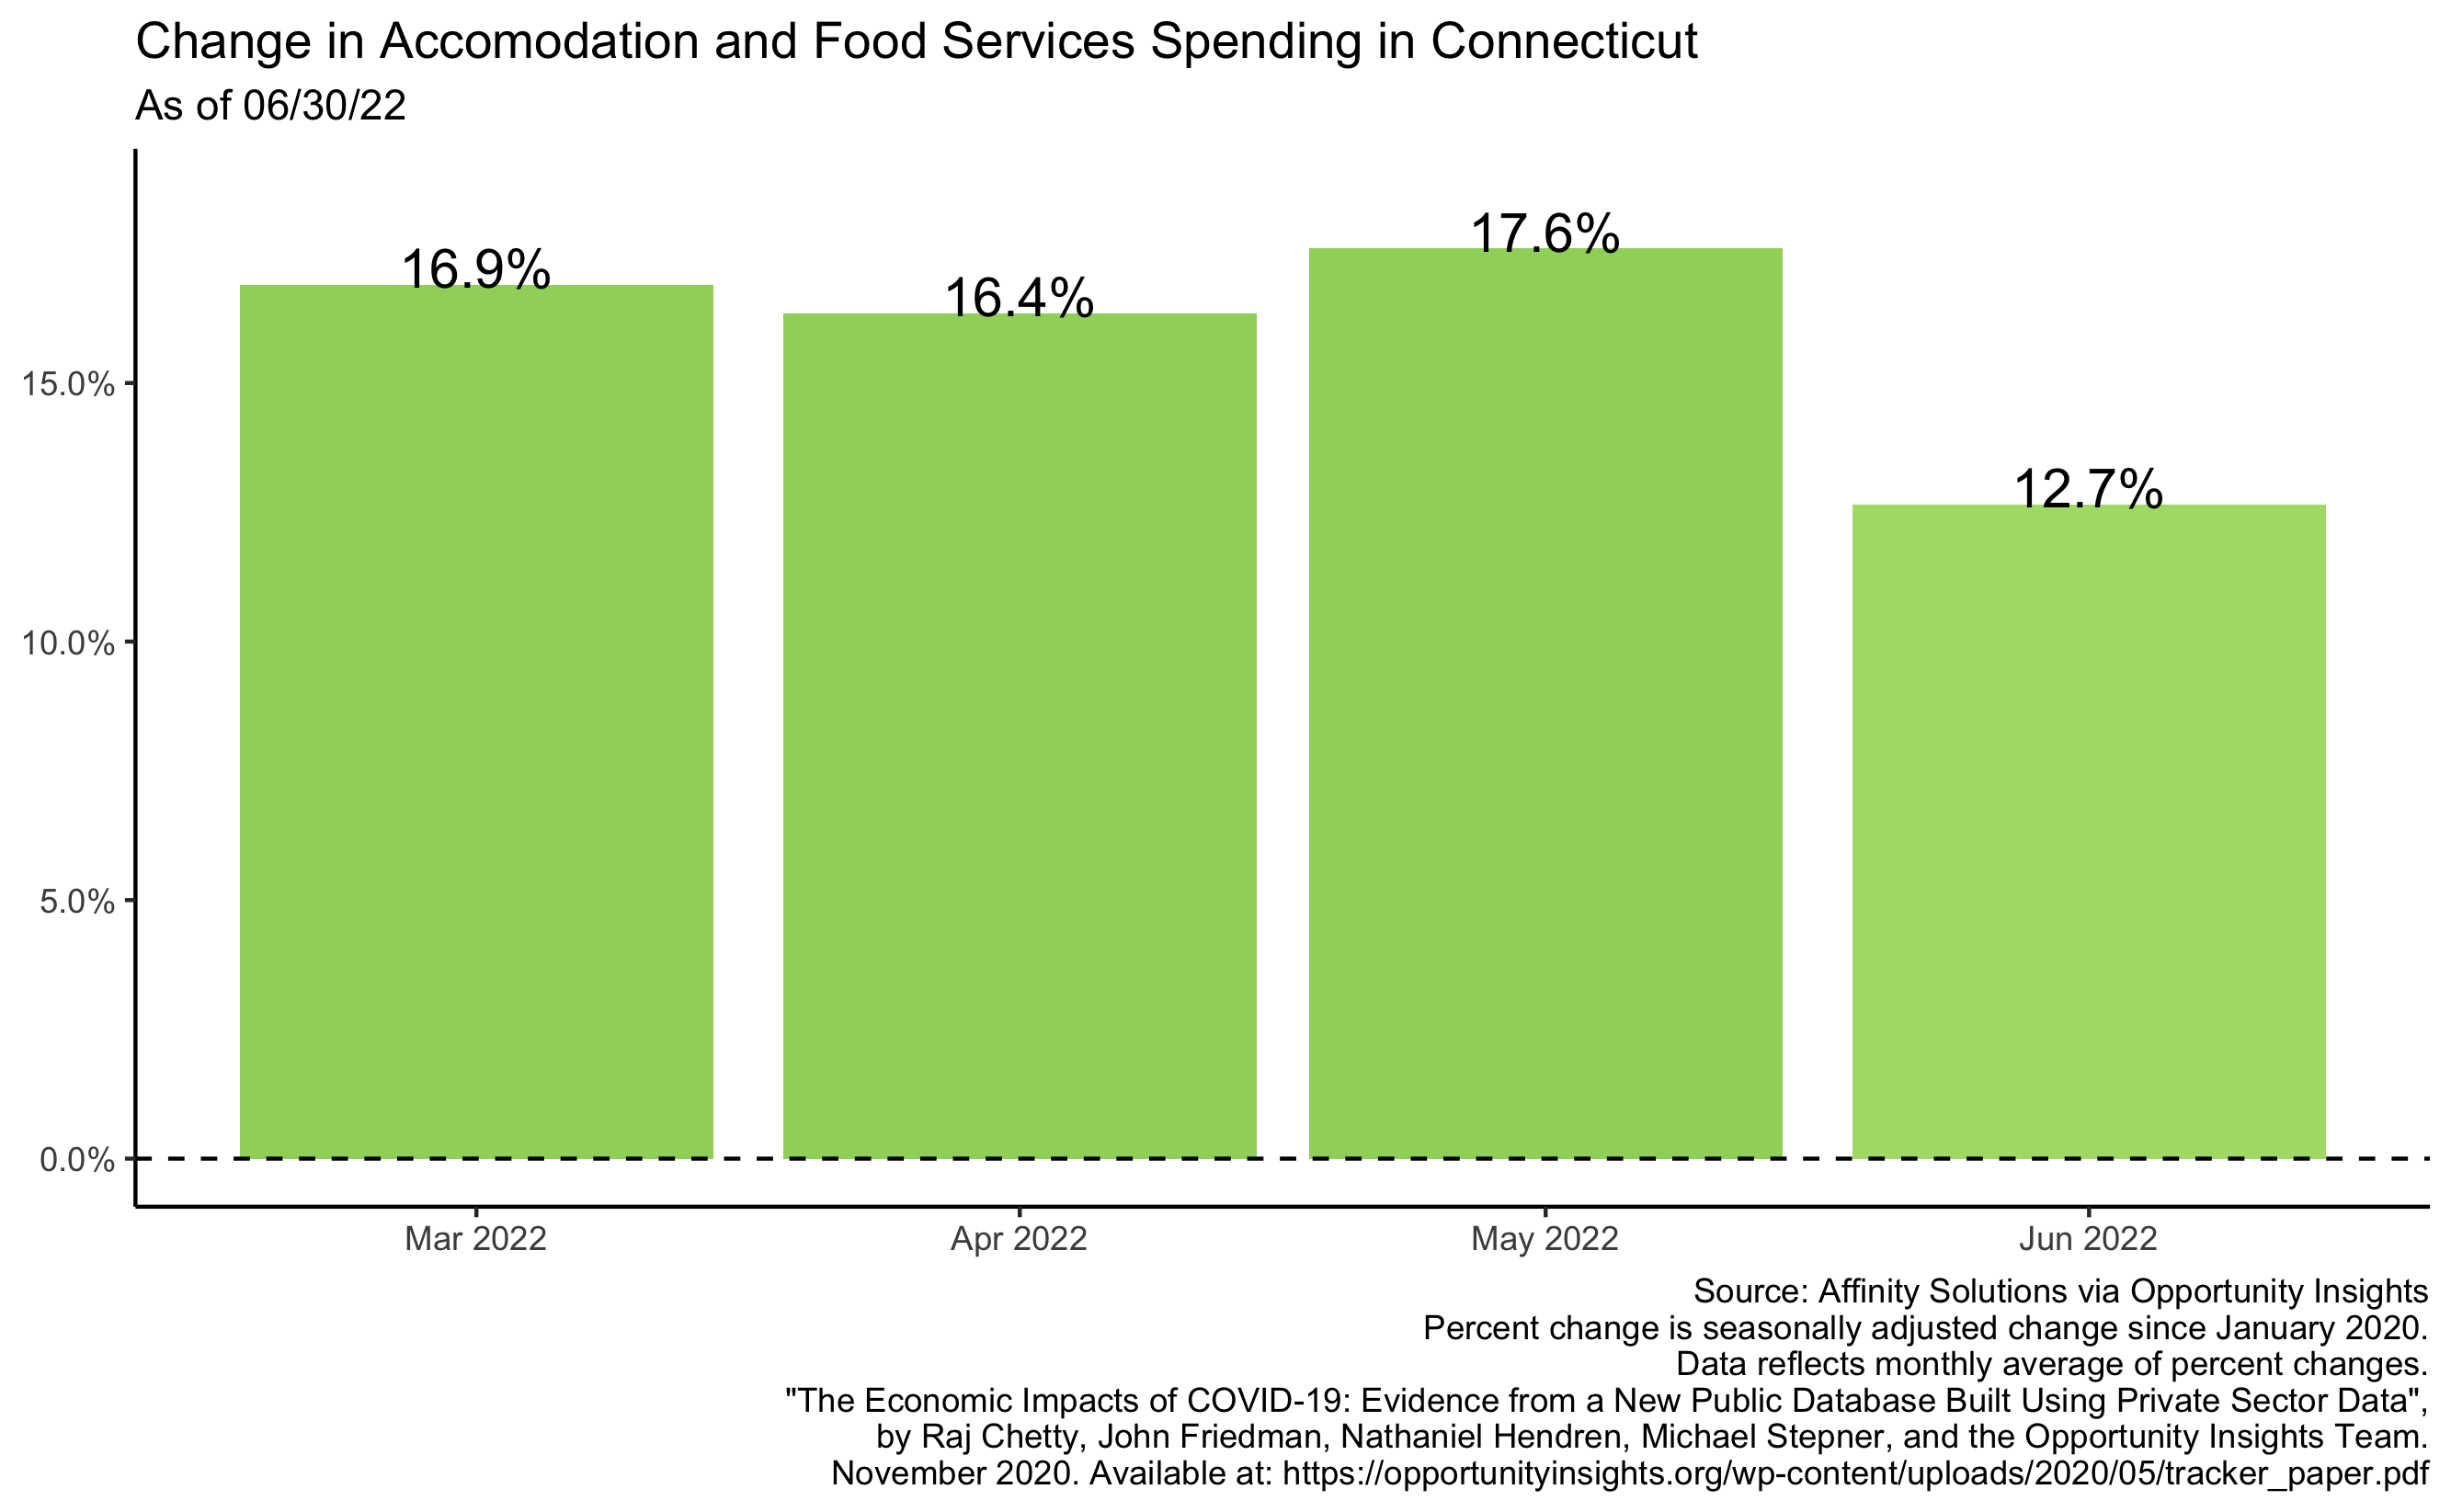 Change in Accomodation and Food Services Spending in Connecticut
As of 06/30/22
17.6%
16.9%
16.4%
15.0%
12.7%
10.0%
5.0%
0.0%
Mar 2022 Apr 2022 May 2022 Jun 2022
Source: Affinity Solutions via Opportunity Insights
Percent change is seasonally adjusted change since January 2020.
Data reflects monthly average of percent changes.
"The Economic Impacts of COVID-19: Evidence from a New Public Database Built Using Private Sector Data",
by Raj Chetty, John Friedman, Nathaniel Hendren, Michael Stepner, and the Opportunity Insights Team.
November 2020. Available at: https://opportunityinsights.org/wp-content/uploads/2020/05/tracker_paper.pdf